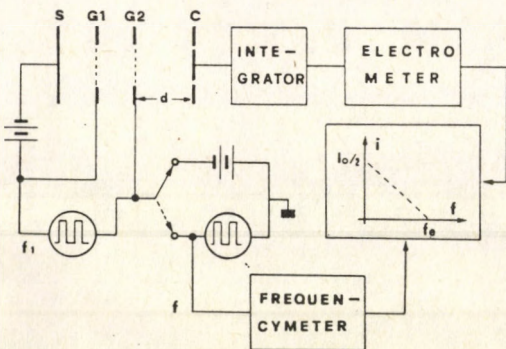 S G1 G2 C
INTE-
GRATOR
ELECTRO
METER
d
i
i₀/2
f
fe
f₁
f
FREQUEN-
CYMETER